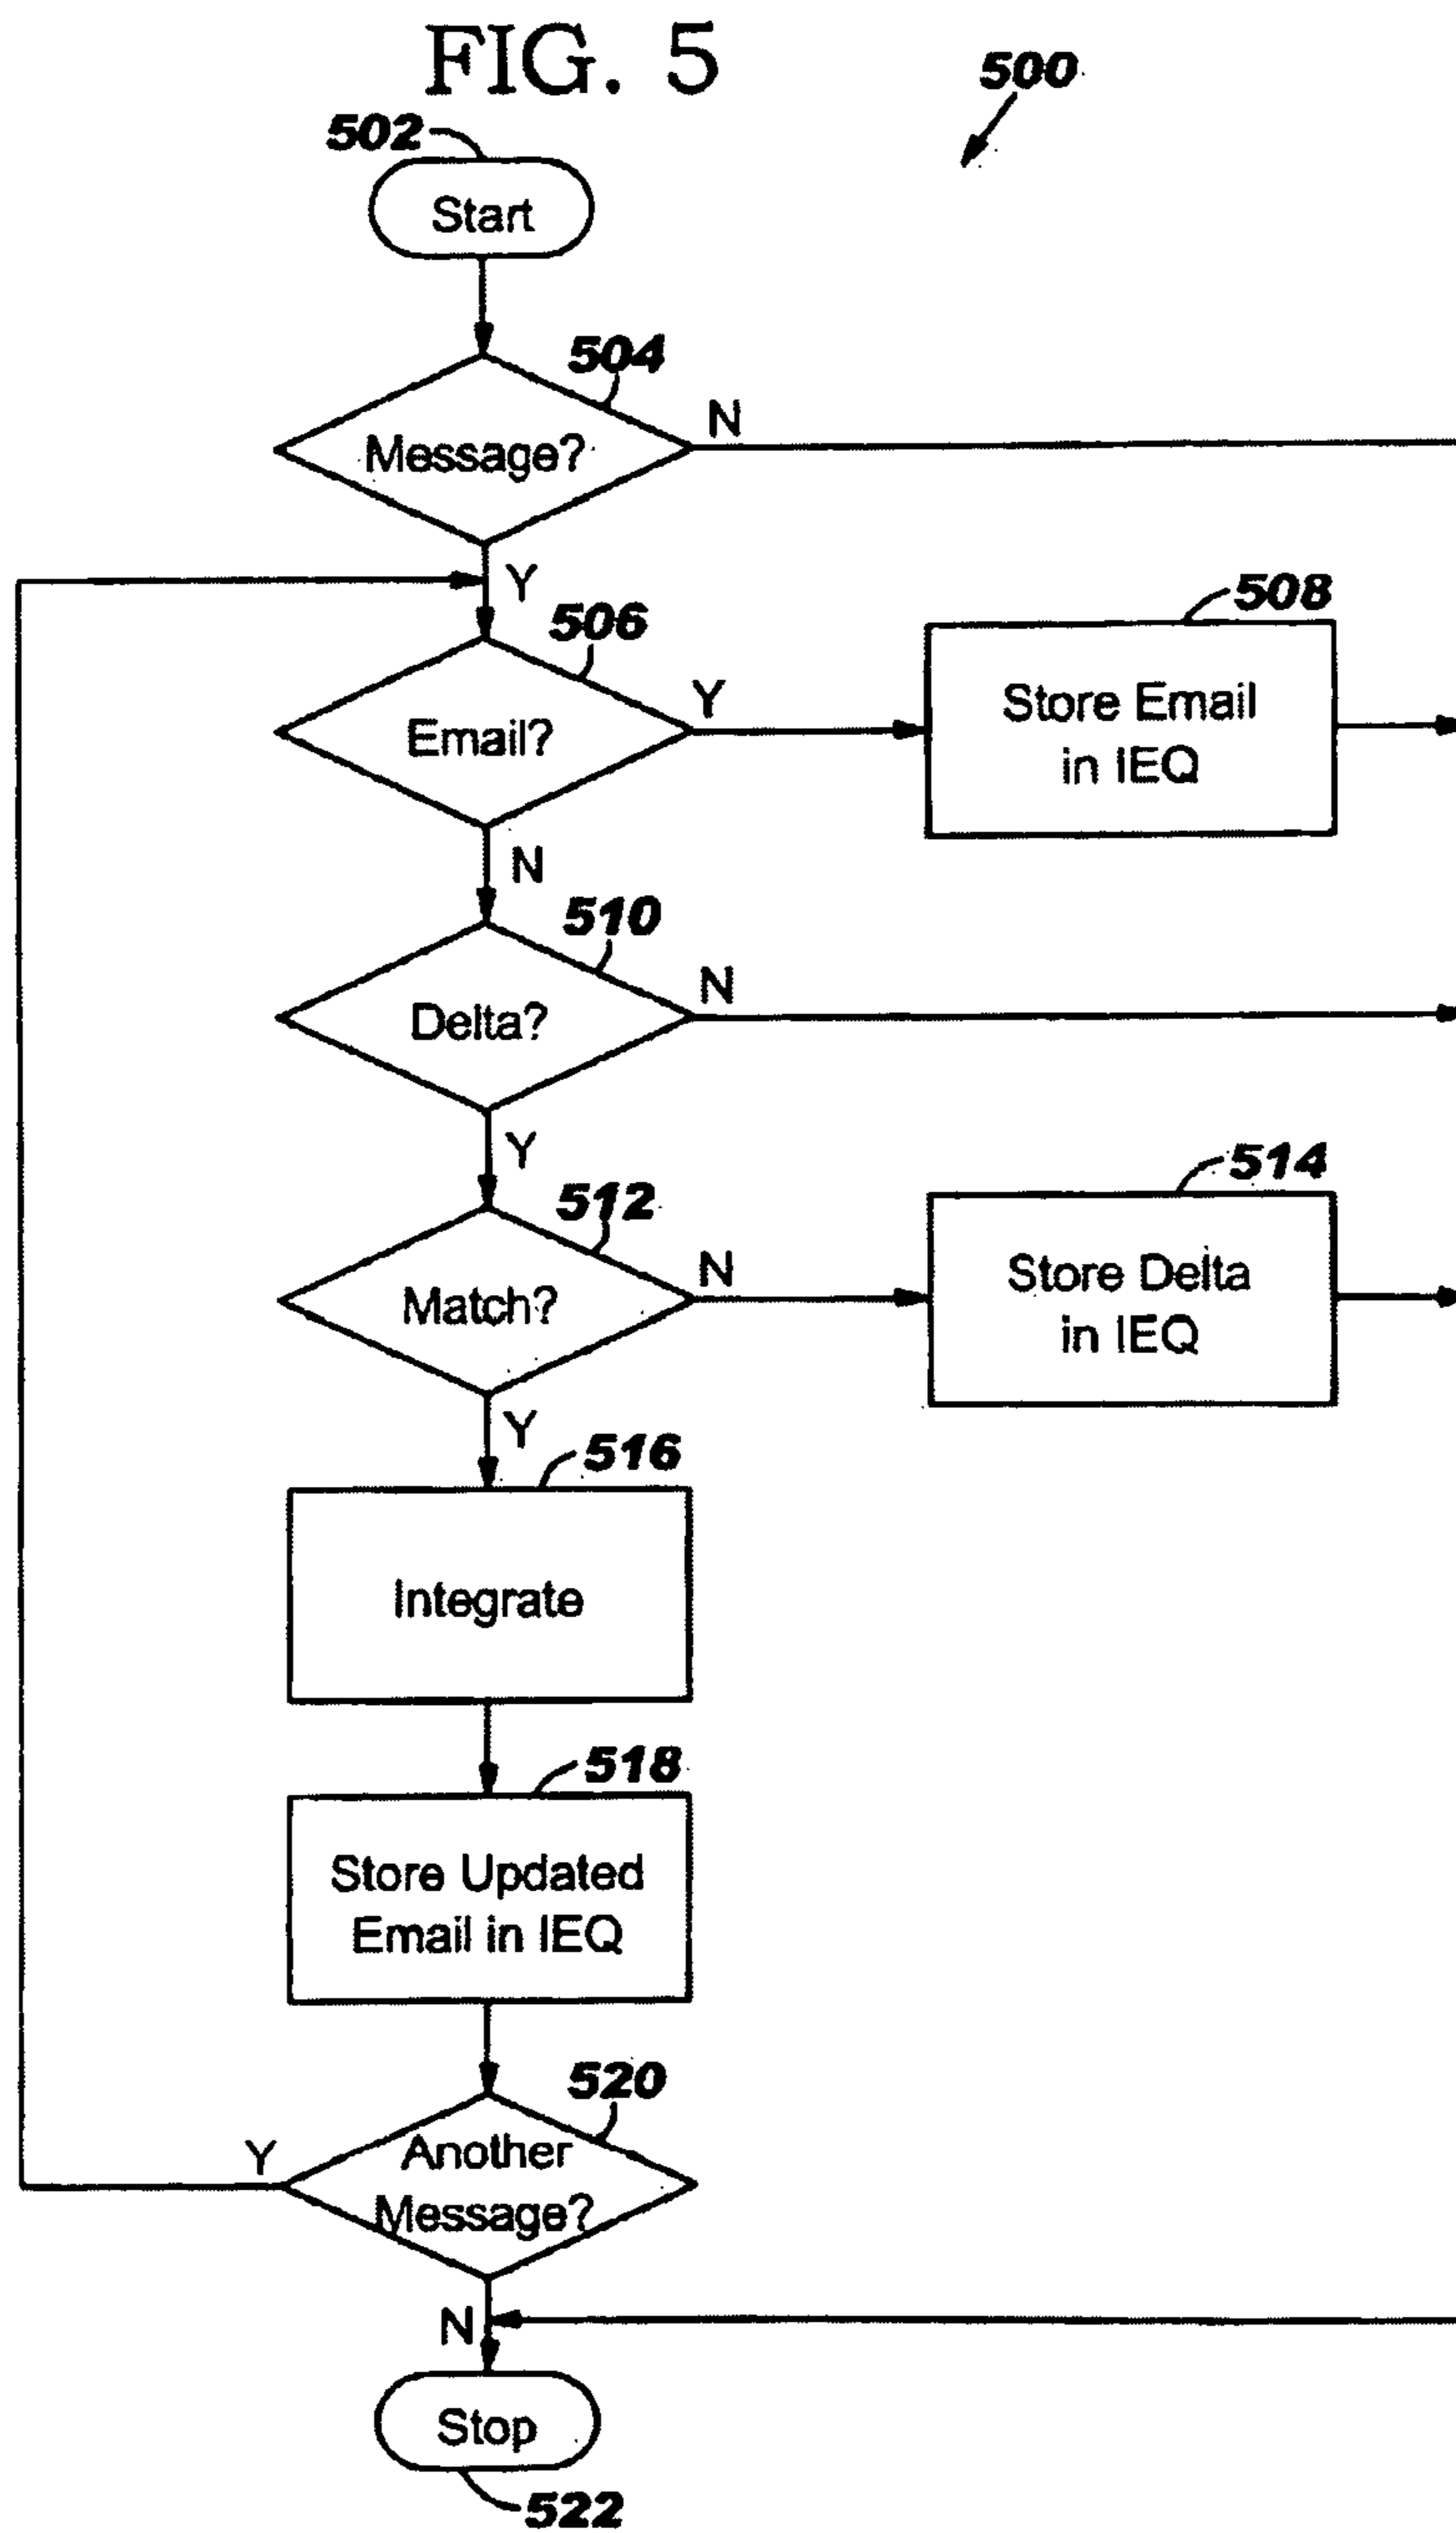 FIG. 5
500
502
Start
504
Message?
N
Y
506
508
Email?
Y
Store Email
in IEQ
N
510
Delta?
N
Y
512
514
Match?
N
Store Delta
in IEQ
Y
516
Integrate
518
Store Updated
Email in IEQ
520
Another
Message?
Y
N
Stop
522